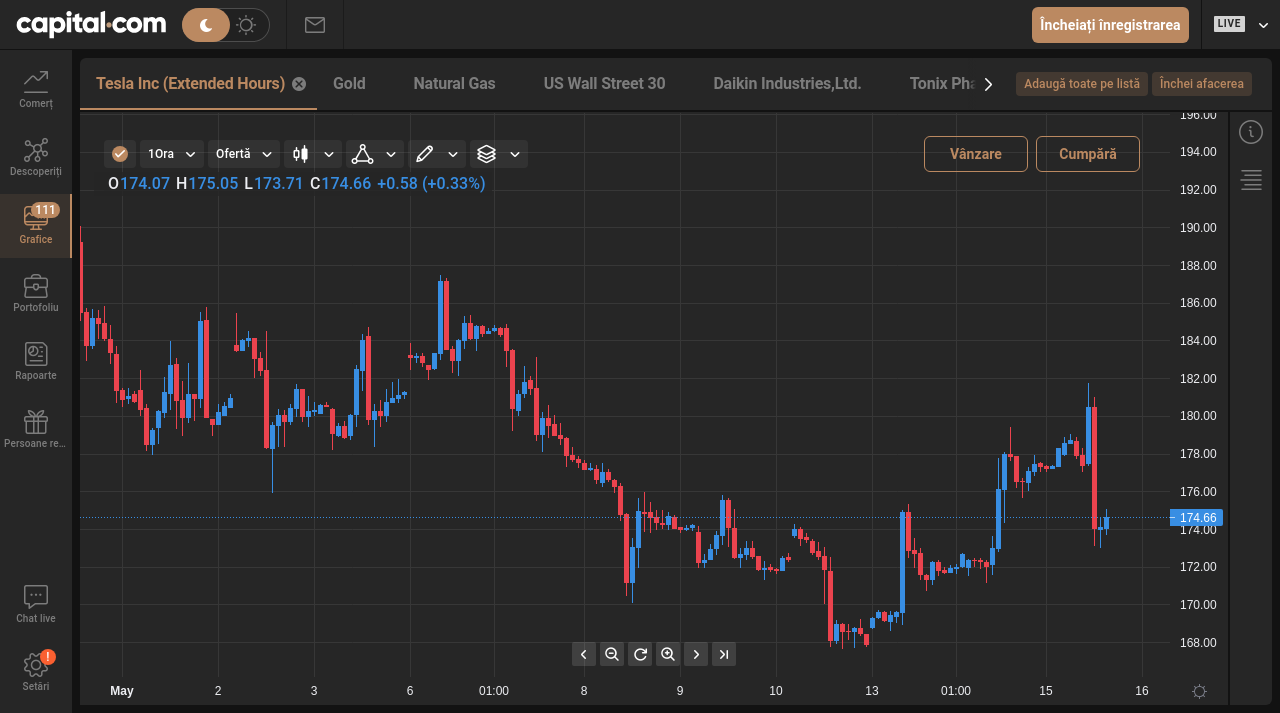 capital.com
Încheiați înregistrarea
LIVE
Comerț
Descoperiți
111
Grafice
Portofoliu
Rapoarte
Persoane re...
Chat live
!
Setări
Tesla Inc (Extended Hours)
Gold
Natural Gas
US Wall Street 30
Daikin Industries,Ltd.
Tonix Pha
Adaugă toate pe listă
Închei afacerea
1Ora
Ofertă
Vânzare
Cumpără
O174.07 H175.05 L173.71 C174.66 +0.58 (+0.33%)
196.00
194.00
192.00
190.00
188.00
186.00
184.00
182.00
180.00
178.00
176.00
174.66
174.00
172.00
170.00
168.00
May 2 3 6 01:00 8 9 10 13 01:00 15 16